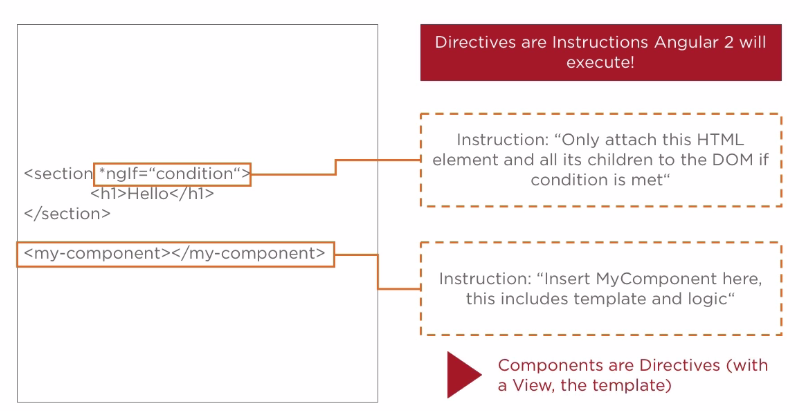 Directives are Instructions Angular 2 will
execute!
<section *ngIf=“condition“>
<h1>Hello</h1>
</section>
<my-component></my-component>
Instruction: “Only attach this HTML
element and all its children to the DOM if
condition is met“
Instruction: “Insert MyComponent here,
this includes template and logic“
Components are Directives (with
a View, the template)